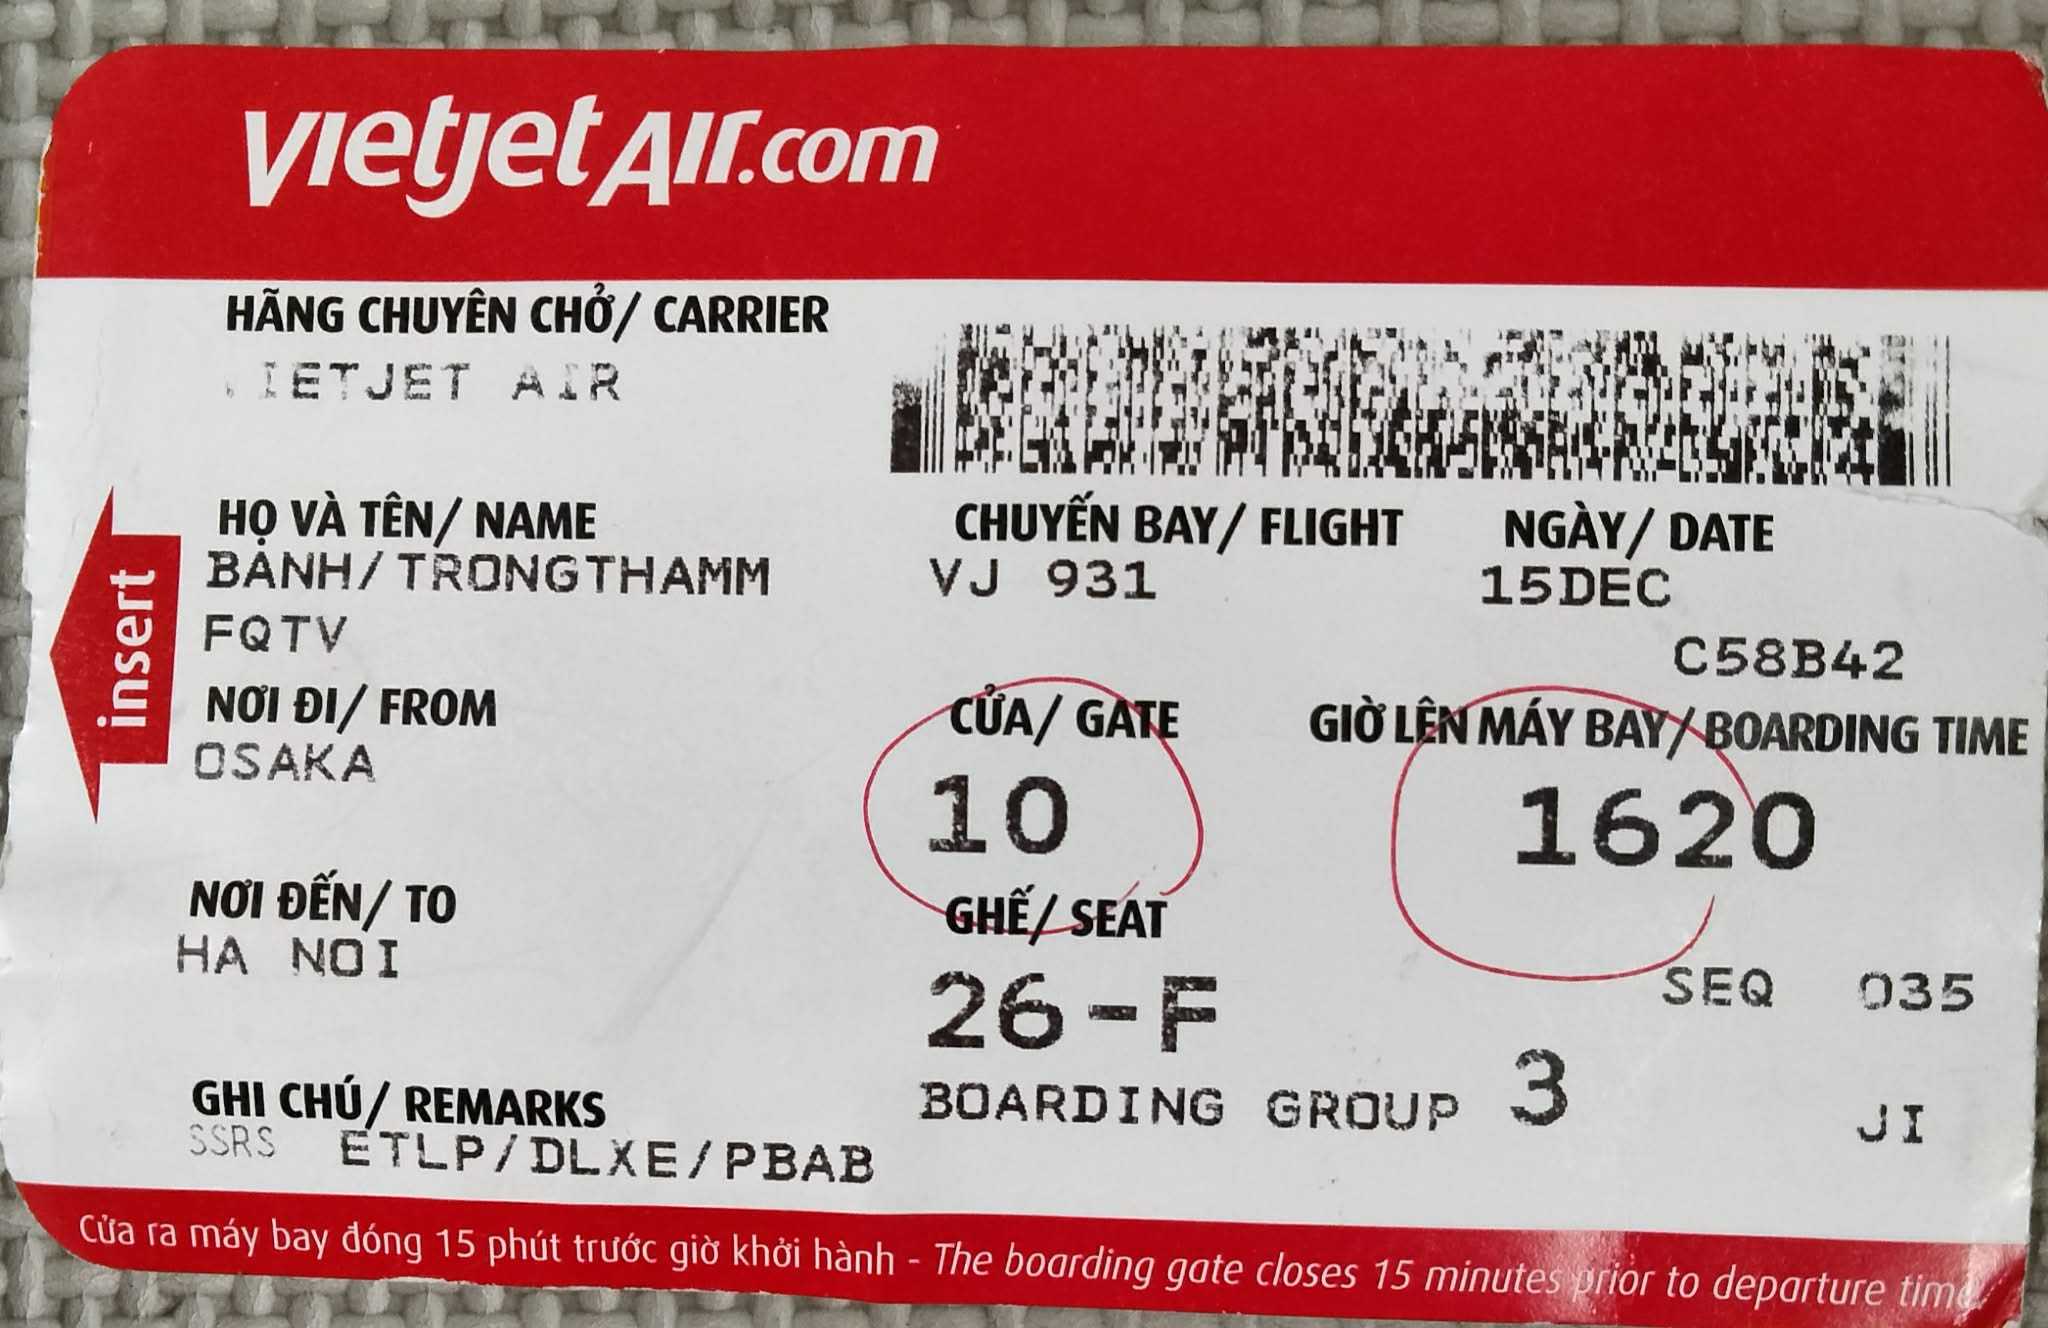 vietjetAir.com
HÃNG CHUYÊN CHỞ/ CARRIER
IETJET AIR
HỌ VÀ TÊN/ NAME
BANH/TRONGTHAMM
FQTV
CHUYẾN BAY/ FLIGHT
VJ 931
NGÀY/ DATE
15DEC
C58B42
insert
NƠI ĐI/ FROM
OSAKA
CỬA/ GATE
10
GIỜ LÊN MÁY BAY/ BOARDING TIME
1620
NƠI ĐẾN/ TO
HA NOI
GHẾ/ SEAT
26-F
SEQ 035
GHI CHÚ/ REMARKS
SSRS ETLP/DLXE/PBAB
BOARDING GROUP 3
JI
Cửa ra máy bay đóng 15 phút trước giờ khởi hành - The boarding gate closes 15 minutes prior to departure time.